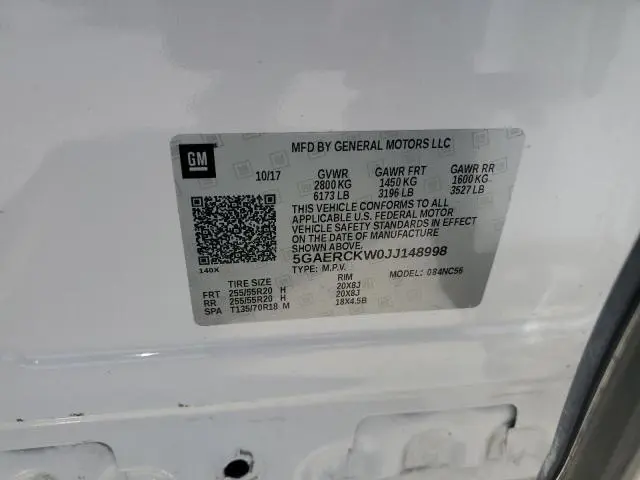 MFD BY GENERAL MOTORS LLC
GM
10/17 GVWR GAWR FRT GAWR RR
2800 KG 1450 KG 1600 KG
6173 LB 3196 LB 3527 LB
THIS VEHICLE CONFORMS TO ALL
APPLICABLE U.S. FEDERAL MOTOR
VEHICLE SAFETY STANDARDS IN EFFECT
ON THE DATE OF MANUFACTURE
SHOWN ABOVE.
5GAERCKW0JJ148998
140X TYPE: M.P.V. MODEL: 084NC56
TIRE SIZE RIM
FRT 255/55R20 H 20X8J
RR 255/55R20 H 20X8J
SPA T135/70R18 M 18X4.5B